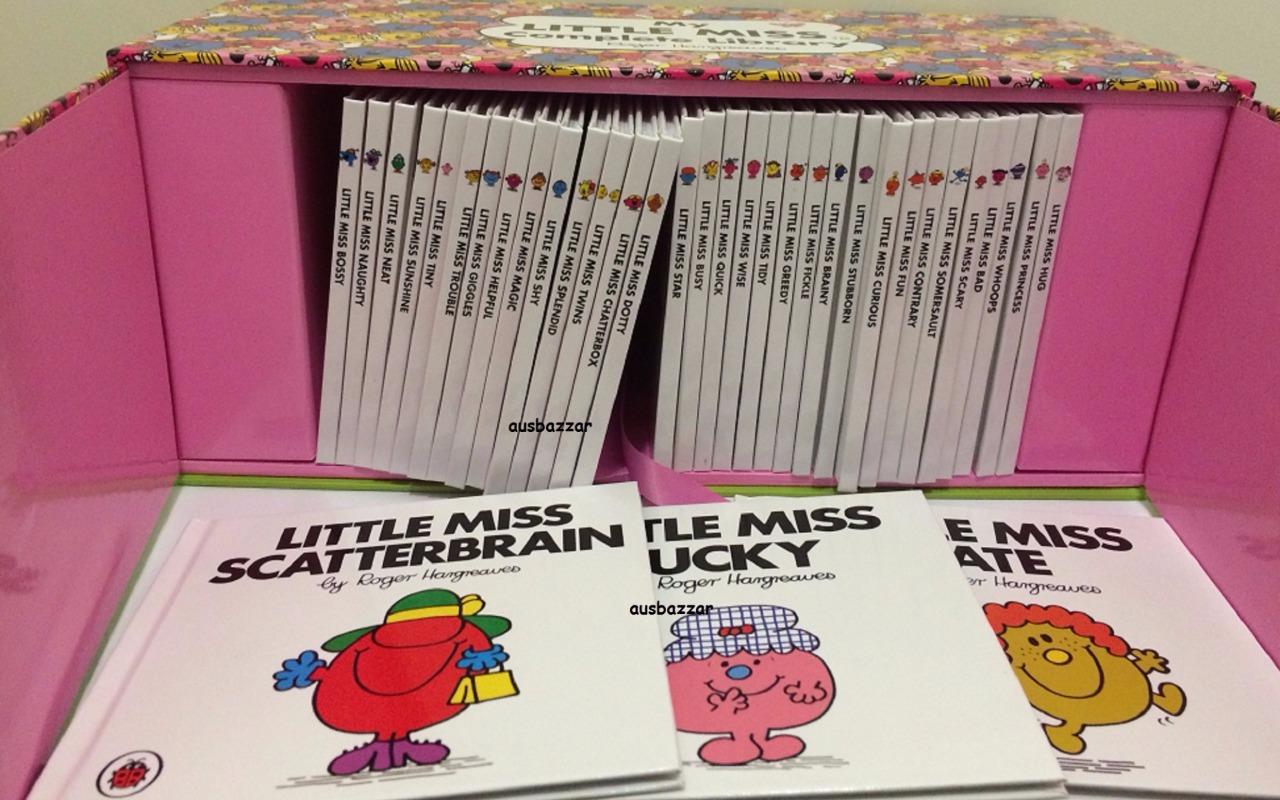 My
LITTLE MISS
Complete Library
Roger Hargreaves
LITTLE MISS BOSSY
LITTLE MISS NAUGHTY
LITTLE MISS NEAT
LITTLE MISS SUNSHINE
LITTLE MISS TINY
LITTLE MISS TROUBLE
LITTLE MISS GIGGLES
LITTLE MISS HELPFUL
LITTLE MISS MAGIC
LITTLE MISS SHY
LITTLE MISS SPLENDID
LITTLE MISS TWINS
LITTLE MISS CHATTERBOX
LITTLE MISS DOTTY
LITTLE MISS STAR
LITTLE MISS BUSY
LITTLE MISS QUICK
LITTLE MISS WISE
LITTLE MISS TIDY
LITTLE MISS GREEDY
LITTLE MISS FICKLE
LITTLE MISS BRAINY
LITTLE MISS STUBBORN
LITTLE MISS CURIOUS
LITTLE MISS FUN
LITTLE MISS CONTRARY
LITTLE MISS SOMERSAULT
LITTLE MISS SCARY
LITTLE MISS BAD
LITTLE MISS WHOOPS
LITTLE MISS PRINCESS
LITTLE MISS HUG
ausbazzar
LITTLE MISS
SCATTERBRAIN
by Roger Hargreaves
TLE MISS
UCKY
Roger Hargreaves
ausbazzar
E MISS
ATE
er Hargreaves